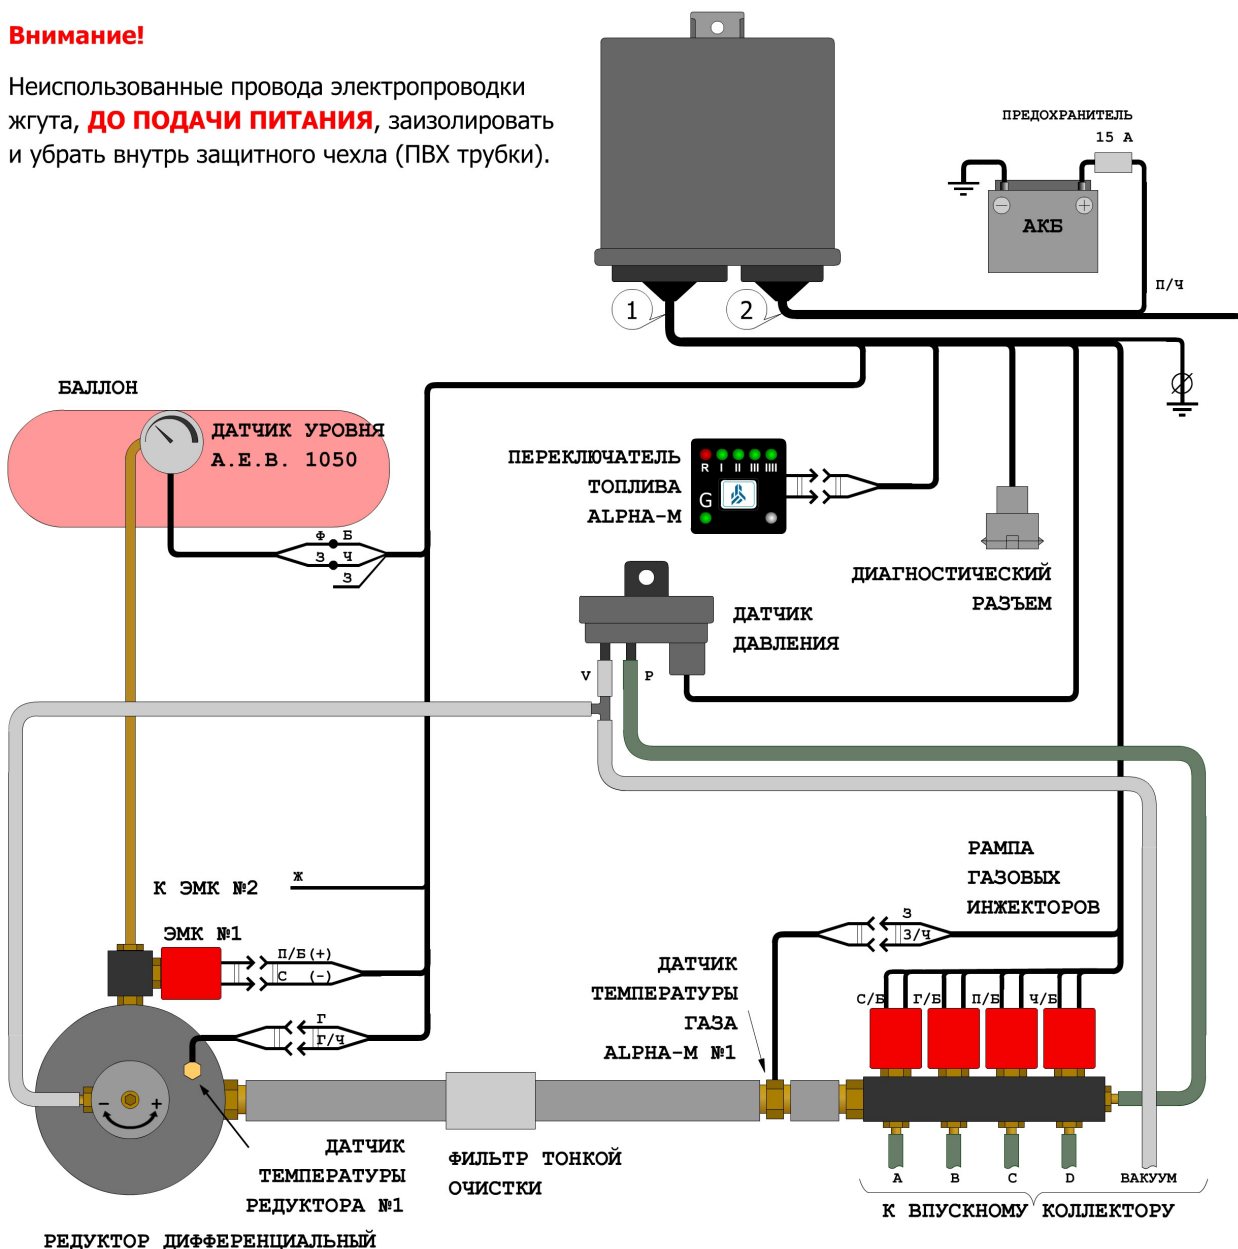 Внимание!
Неиспользованные провода электропроводки
жгута, ДО ПОДАЧИ ПИТАНИЯ, заизолировать
и убрать внутрь защитного чехла (ПВХ трубки).
ПРЕДОХРАНИТЕЛЬ
15 А
АКБ
П/Ч
1
2
БАЛЛОН
ДАТЧИК УРОВНЯ
А.Е.В. 1050
ПЕРЕКЛЮЧАТЕЛЬ
ТОПЛИВА
ALPHA-M
R I II III IIII
G
Ф Б
З Ч
З
ДИАГНОСТИЧЕСКИЙ
РАЗЪЕМ
ДАТЧИК
ДАВЛЕНИЯ
V
P
РАМПА
ГАЗОВЫХ
ИНЖЕКТОРОВ
К ЭМК №2
Ж
ЭМК №1
П/Б (+)
С (-)
З
З/Ч
ДАТЧИК
ТЕМПЕРАТУРЫ
ГАЗА
ALPHA-M №1
С/Б Г/Б П/Б Ч/Б
Г
Г/Ч
- +
ДАТЧИК
ТЕМПЕРАТУРЫ
РЕДУКТОРА №1
ФИЛЬТР ТОНКОЙ
ОЧИСТКИ
A B C D ВАКУУМ
К ВПУСКНОМУ КОЛЛЕКТОРУ
РЕДУКТОР ДИФФЕРЕНЦИАЛЬНЫЙ